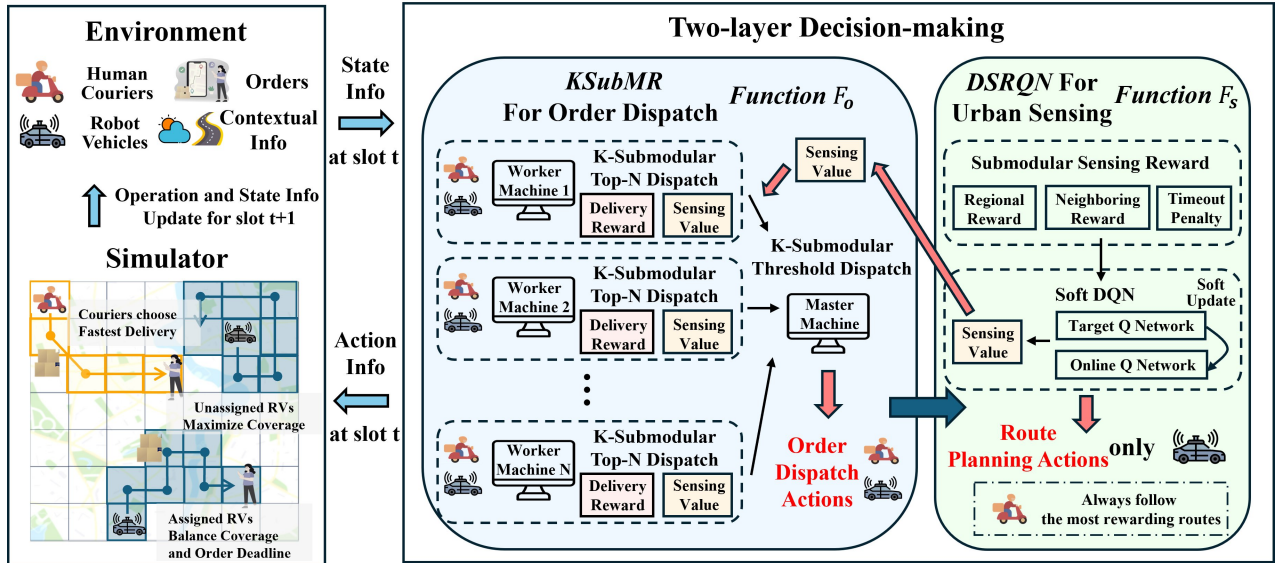 Environment
Human
Couriers
Orders
Robot
Vehicles
Contextual
Info
Operation and State Info
Update for slot t+1
Simulator
Couriers choose
Fastest Delivery
Unassigned RVs
Maximize Coverage
Assigned RVs
Balance Coverage
and Order Deadline
State
Info
at slot t
Action
Info
at slot t
Two-layer Decision-making
KSubMR
For Order Dispatch
Function F₀
Worker
Machine 1
K-Submodular
Top-N Dispatch
Delivery
Reward
Sensing
Value
Worker
Machine 2
K-Submodular
Top-N Dispatch
Delivery
Reward
Sensing
Value
Worker
Machine N
K-Submodular
Top-N Dispatch
Delivery
Reward
Sensing
Value
Sensing
Value
K-Submodular
Threshold Dispatch
Master
Machine
Order
Dispatch
Actions
DSRQN For
Urban Sensing
Function Fₛ
Submodular Sensing Reward
Regional
Reward
Neighboring
Reward
Timeout
Penalty
Soft DQN
Soft
Update
Target Q Network
Online Q Network
Sensing
Value
Route
Planning Actions
only
Always follow
the most rewarding routes